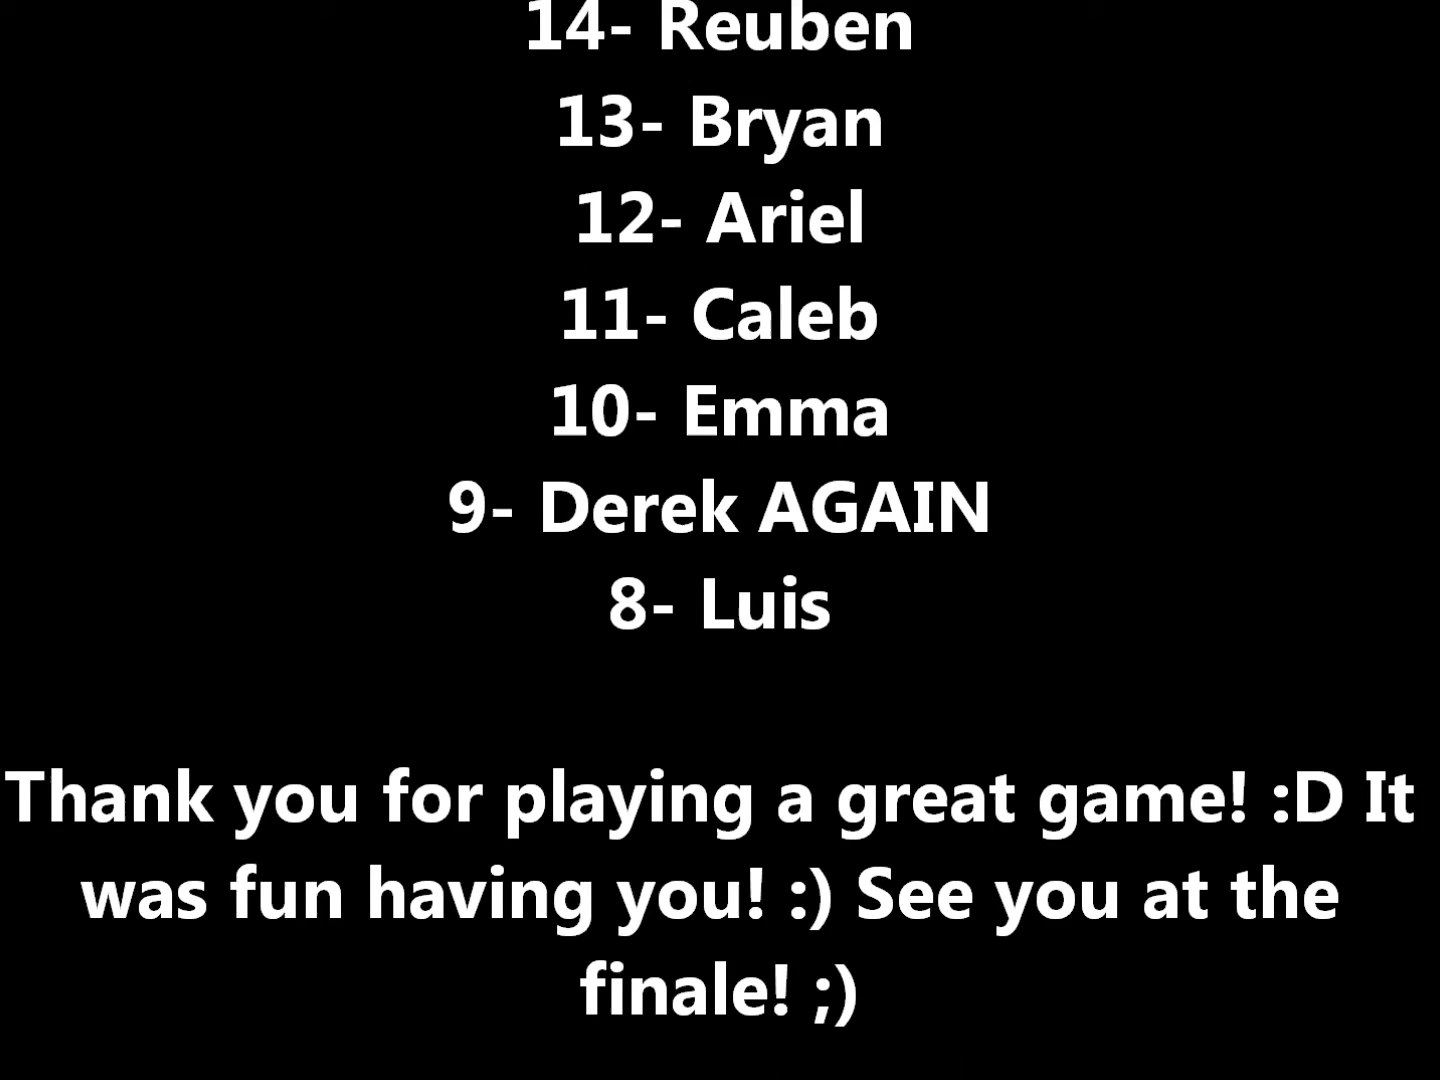 14- Reuben
13- Bryan
12- Ariel
11- Caleb
10- Emma
9- Derek AGAIN
8- Luis
Thank you for playing a great game! :D It
was fun having you! :) See you at the
finale! ;)